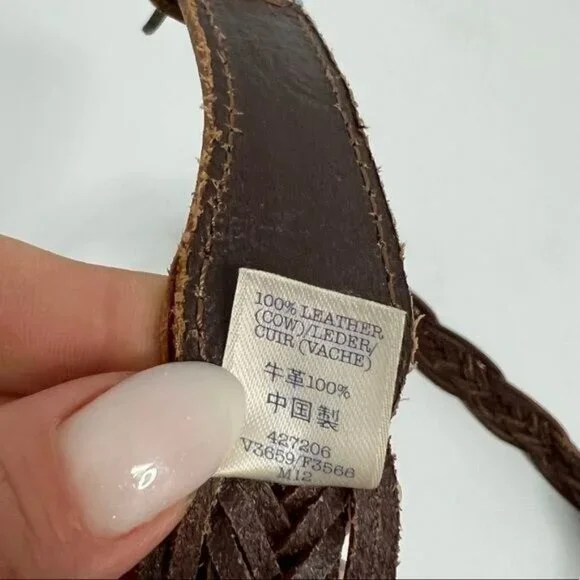 100% LEATHER
(COW)/LEDER/
CUIR (VACHE)
牛革100%
中国製
427206
V3659/F3566
M12